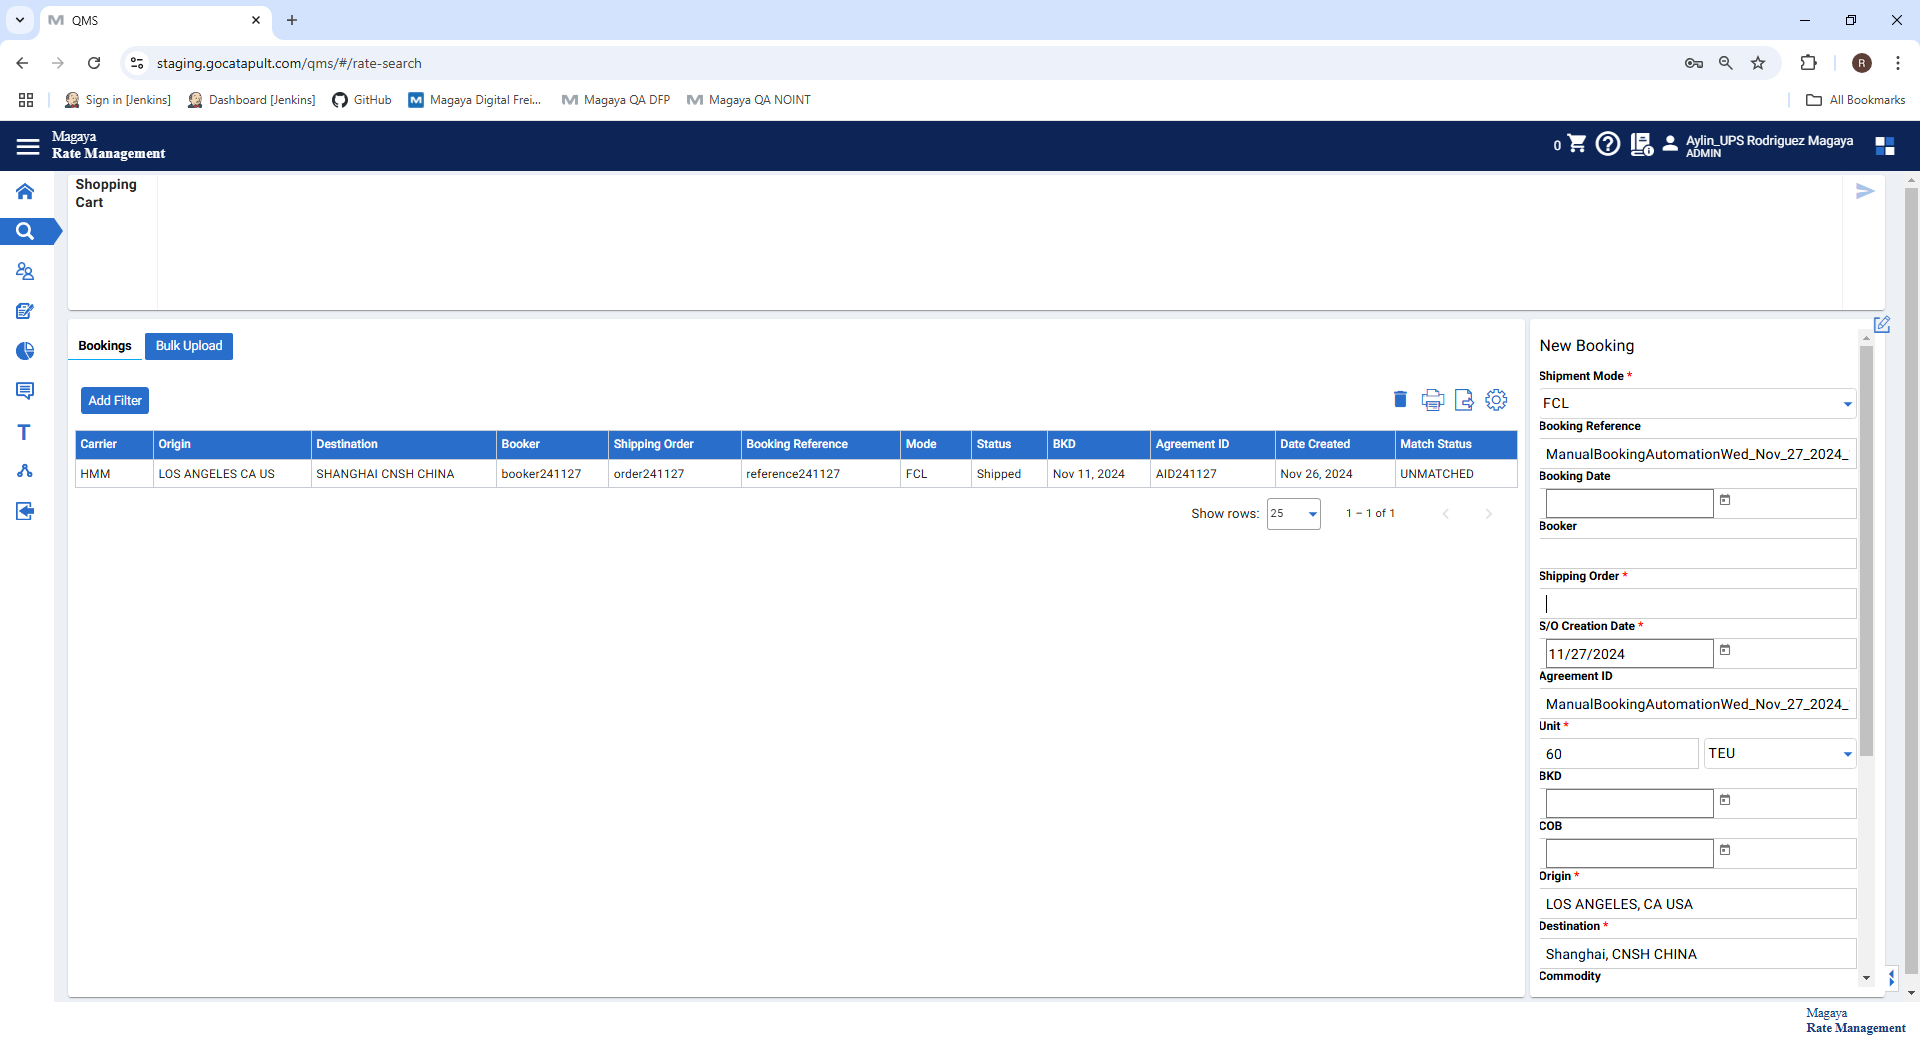 QMS
staging.gocatapult.com/qms/#/rate-search
R
Sign in [Jenkins]
Dashboard [Jenkins]
GitHub
Magaya Digital Frei...
Magaya QA DFP
Magaya QA NOINT
All Bookmarks
Magaya
Rate Management
0
Aylin_UPS Rodriguez Magaya
ADMIN
Shopping
Cart
Bookings
Bulk Upload
Add Filter
Carrier Origin Destination Booker Shipping Order Booking Reference Mode Status BKD Agreement ID Date Created Match Status
HMM LOS ANGELES CA US SHANGHAI CNSH CHINA booker241127 order241127 reference241127 FCL Shipped Nov 11, 2024 AID241127 Nov 26, 2024 UNMATCHED
Show rows: 25 1 – 1 of 1
New Booking
Shipment Mode *
FCL
Booking Reference
ManualBookingAutomationWed_Nov_27_2024_
Booking Date
Booker
Shipping Order *
S/O Creation Date *
11/27/2024
Agreement ID
ManualBookingAutomationWed_Nov_27_2024_
Unit *
60 TEU
BKD
COB
Origin *
LOS ANGELES, CA USA
Destination *
Shanghai, CNSH CHINA
Commodity
Magaya
Rate Management